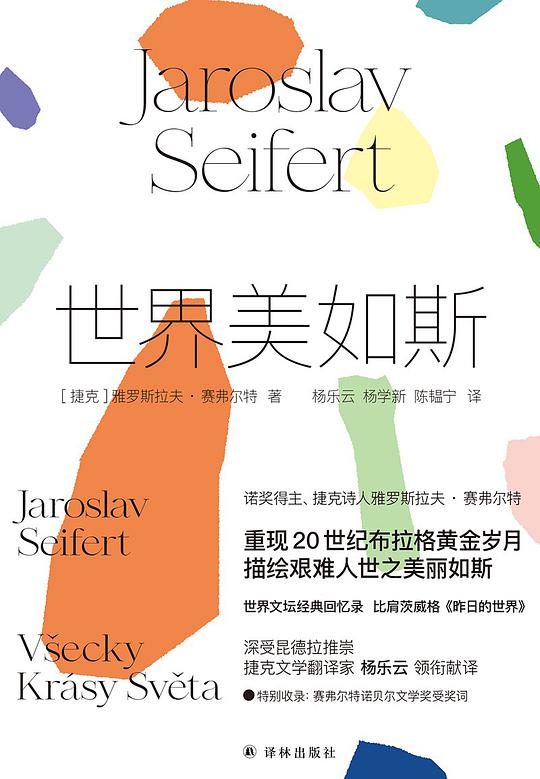 Jaroslav
Seifert
世界美如斯
[捷克]雅罗斯拉夫·赛弗尔特 著 杨乐云 杨学新 陈韫宁 译
Jaroslav
Seifert
诺奖得主、捷克诗人雅罗斯拉夫·赛弗尔特
重现20世纪布拉格黄金岁月
描绘艰难人世之美丽如斯
世界文坛经典回忆录 比肩茨威格《昨日的世界》
Všecky
Krásy Světa
深受昆德拉推崇
捷克文学翻译家 杨乐云 领衔献译
●特别收录：赛弗尔特诺贝尔文学奖受奖词
译林出版社